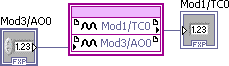 Mod3/AO0
Mod1/TC0
1.23
FXP
Mod1/TC0
Mod3/AO0
1.23
FXP